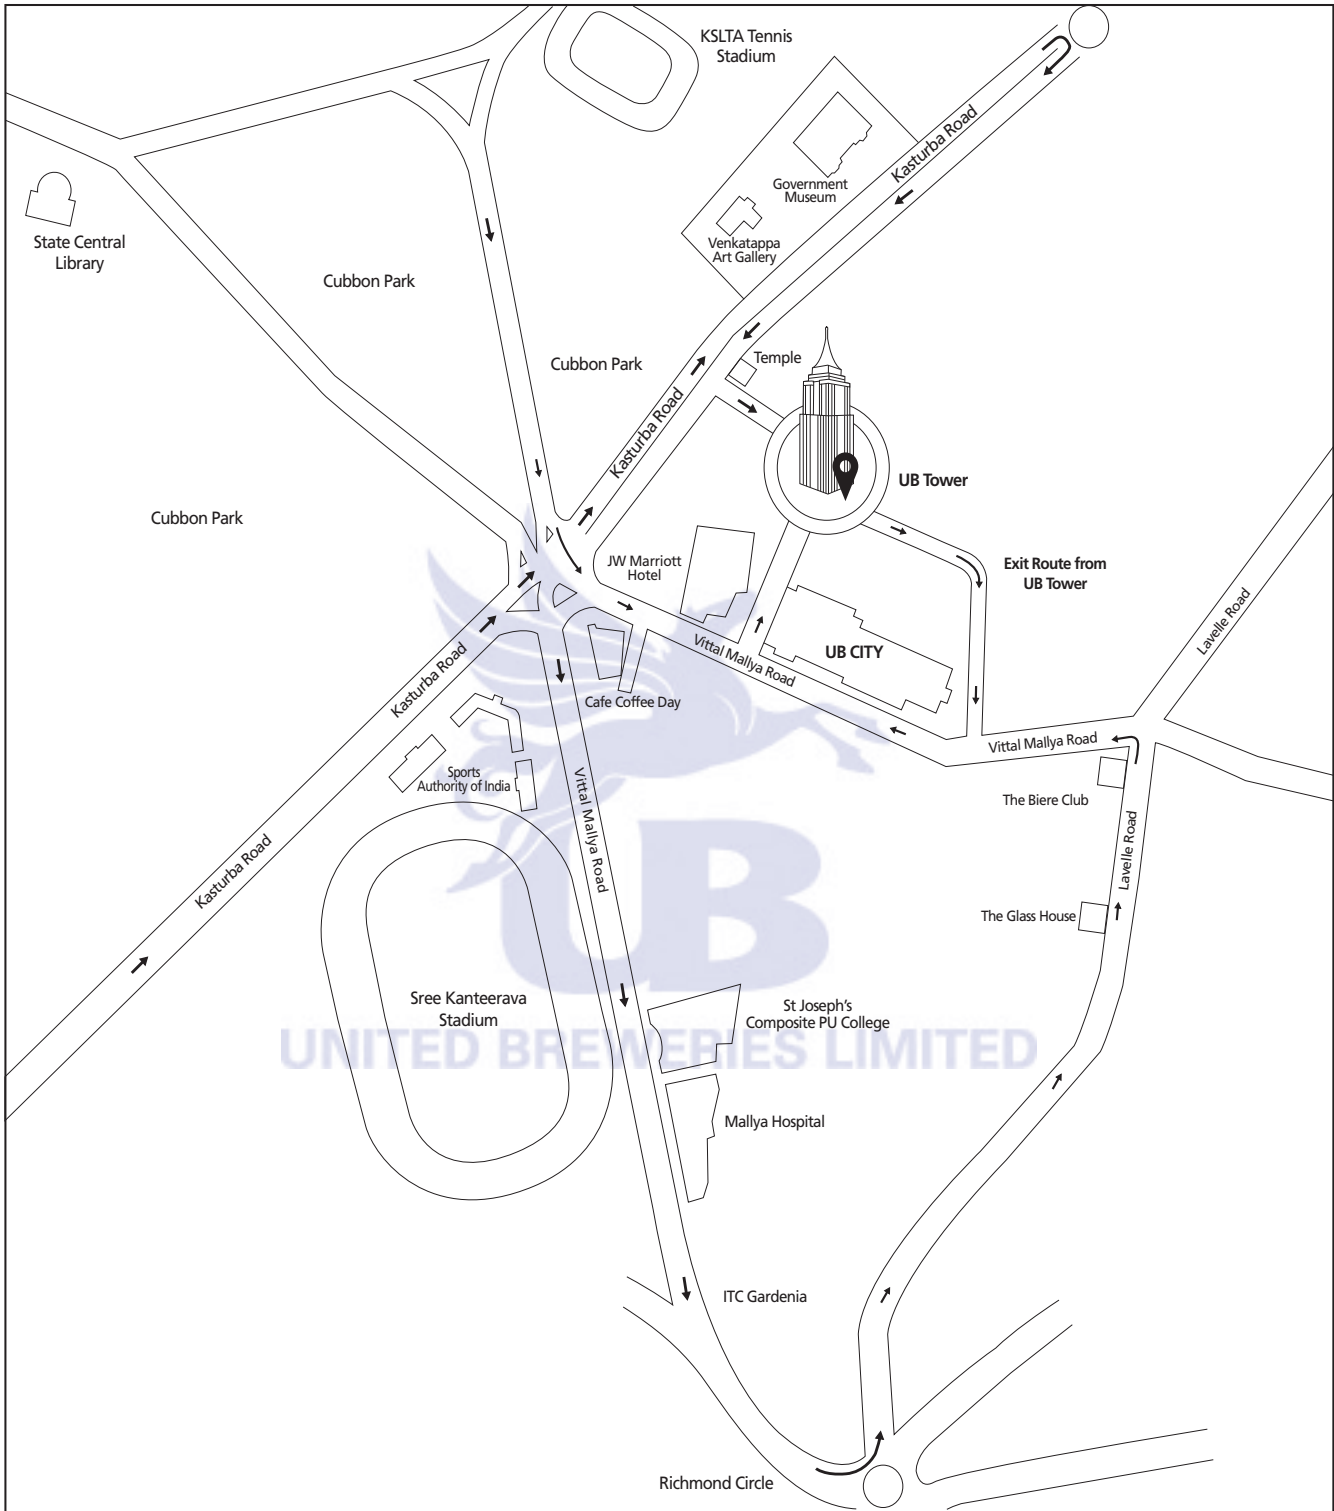 KSLTA Tennis
Stadium
Kasturba Road
Government
Museum
Venkatappa
Art Gallery
State Central
Library
Cubbon Park
Cubbon Park
Temple
Kasturba Road
UB Tower
Cubbon Park
JW Marriott
Hotel
Exit Route from
UB Tower
Lavelle Road
UB CITY
Vittal Mallya Road
Kasturba Road
Cafe Coffee Day
Vittal Mallya Road
Sports
Authority of India
Vittal Mallya Road
The Biere Club
Lavelle Road
Kasturba Road
UB
The Glass House
Sree Kanteerava
Stadium
St Joseph's
Composite PU College
UNITED BREWERIES LIMITED
Mallya Hospital
ITC Gardenia
Richmond Circle